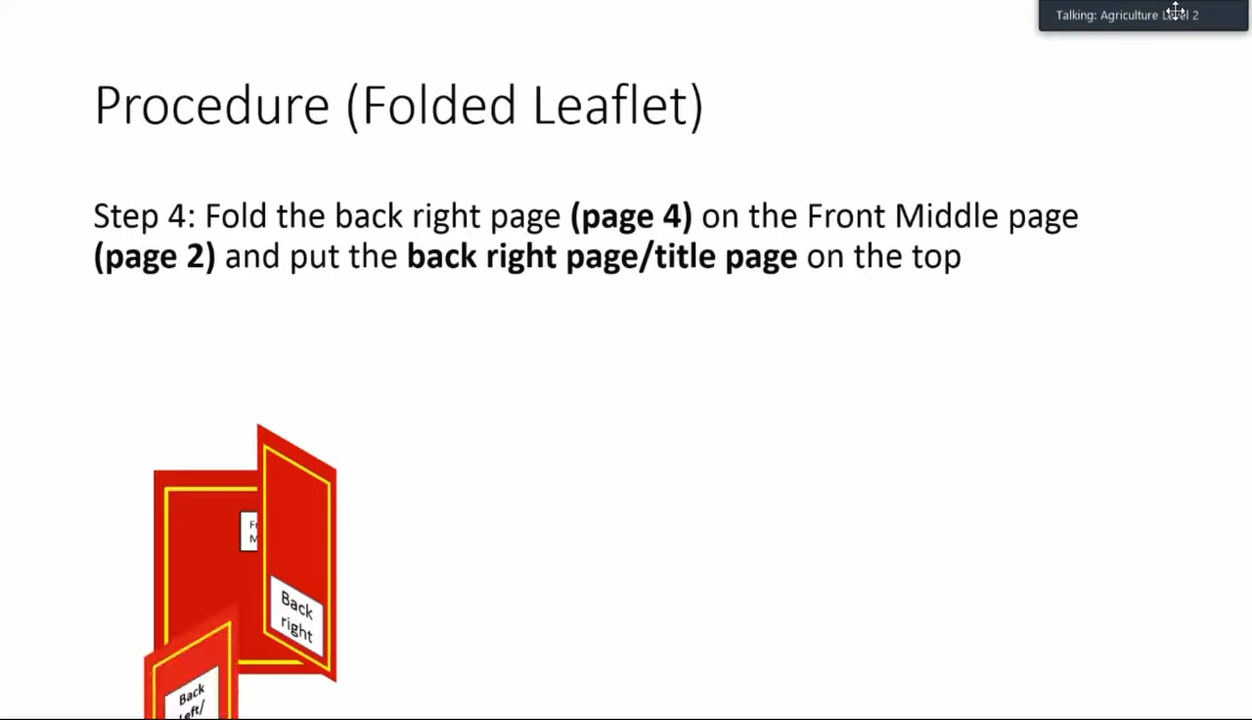 Talking: Agriculture Level 2
Procedure (Folded Leaflet)
Step 4: Fold the back right page (page 4) on the Front Middle page
(page 2) and put the back right page/title page on the top
Back
right
Back